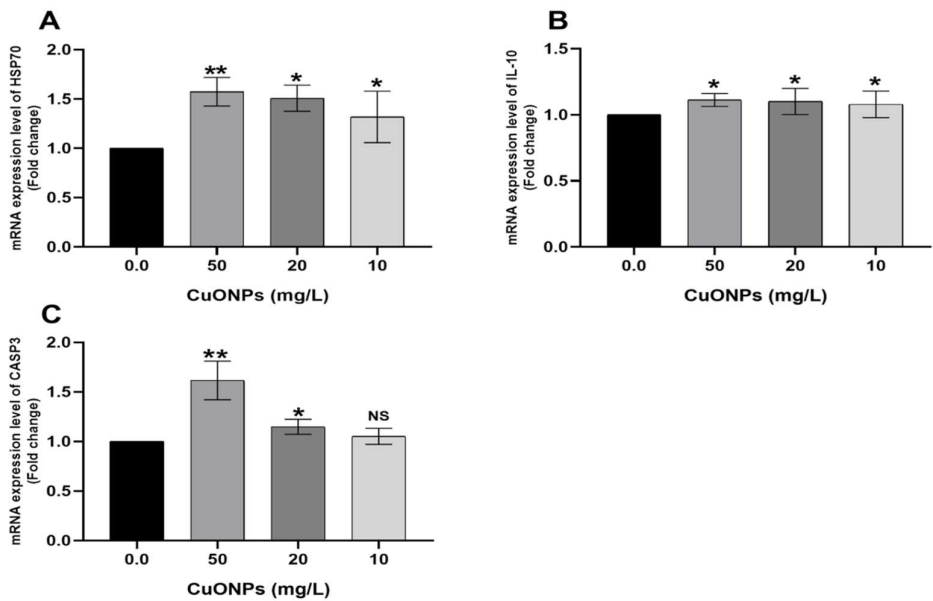 A
mRNA expression level of HSP70
(Fold change)
2.0
1.5
1.0
0.5
0.0
**
*
*
0.0 50 20 10
CuONPs (mg/L)
B
mRNA expression level of IL-10
(Fold change)
1.5
1.0
0.5
0.0
*
*
*
0.0 50 20 10
CuONPs (mg/L)
C
mRNA expression level of CASP3
(Fold change)
2.0
1.5
1.0
0.5
0.0
**
*
NS
0.0 50 20 10
CuONPs (mg/L)